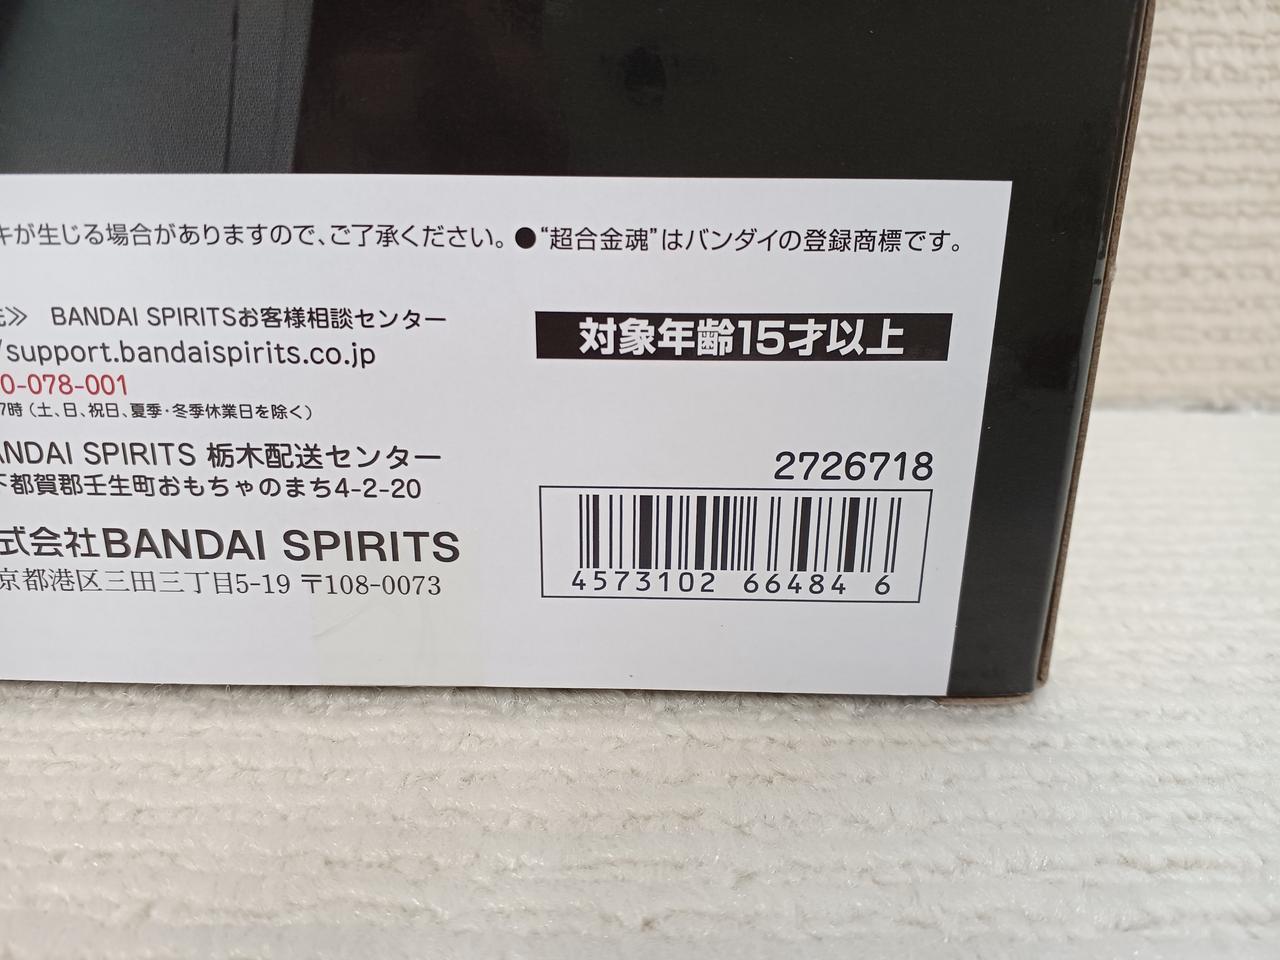 キが生じる場合がありますので、ご了承ください。 ●“超合金魂”はバンダイの登録商標です。
先≫ BANDAI SPIRITSお客様相談センター
/support.bandaispirits.co.jp
0-078-001
7時（土、日、祝日、夏季・冬季休業日を除く）
ANDAI SPIRITS 栃木配送センター
下都賀郡壬生町おもちゃのまち4-2-20
式会社BANDAI SPIRITS
京都港区三田三丁目5-19 〒108-0073
対象年齢15才以上
2726718
4573102 66484 6